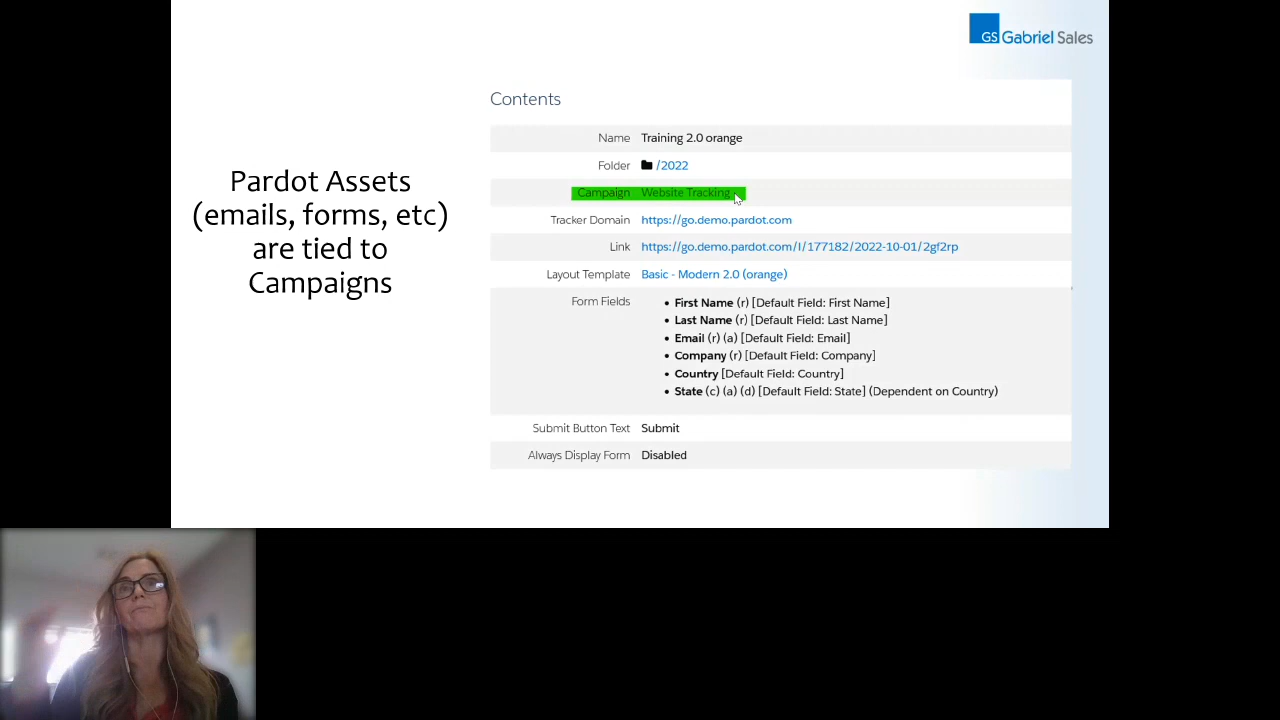 GS Gabriel Sales
Pardot Assets
(emails, forms, etc)
are tied to
Campaigns
Contents
Name Training 2.0 orange
Folder /2022
Campaign Website Tracking
Tracker Domain https://go.demo.pardot.com
Link https://go.demo.pardot.com/l/177182/2022-10-01/2gf2rp
Layout Template Basic - Modern 2.0 (orange)
Form Fields
• First Name (r) [Default Field: First Name]
• Last Name (r) [Default Field: Last Name]
• Email (r) (a) [Default Field: Email]
• Company (r) [Default Field: Company]
• Country [Default Field: Country]
• State (c) (a) (d) [Default Field: State] (Dependent on Country)
Submit Button Text Submit
Always Display Form Disabled